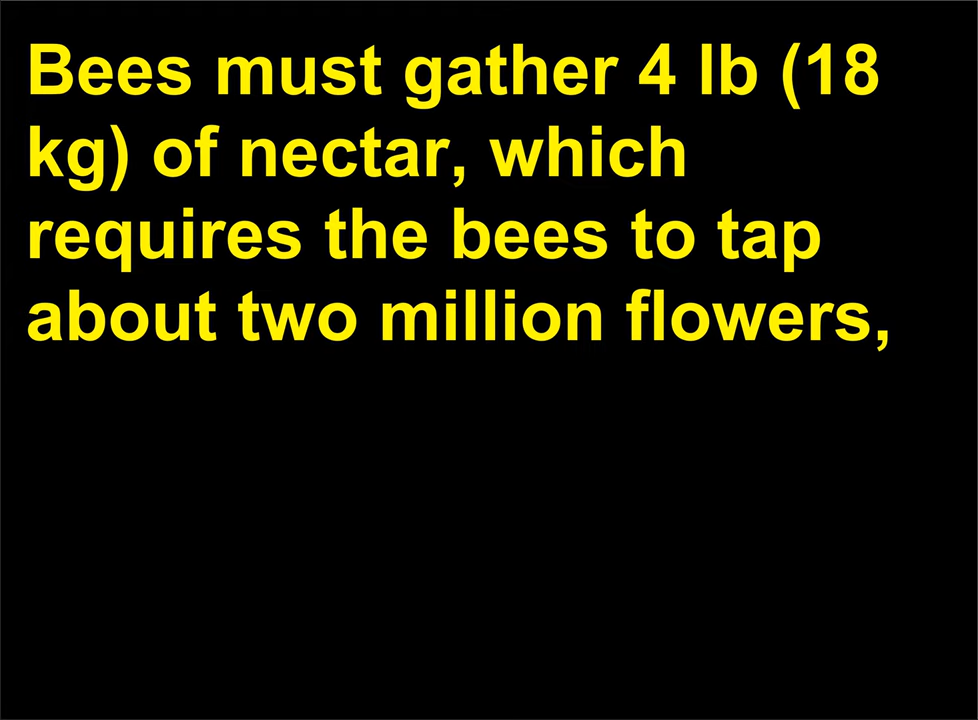 Bees must gather 4 lb (18
kg) of nectar, which
requires the bees to tap
about two million flowers,